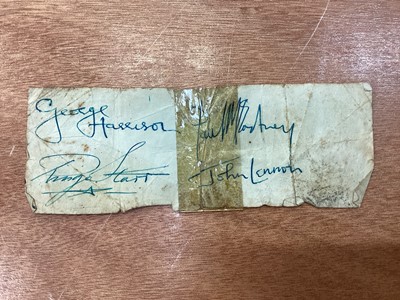 George Harrison
Paul McCartney
Ringo Starr
John Lennon